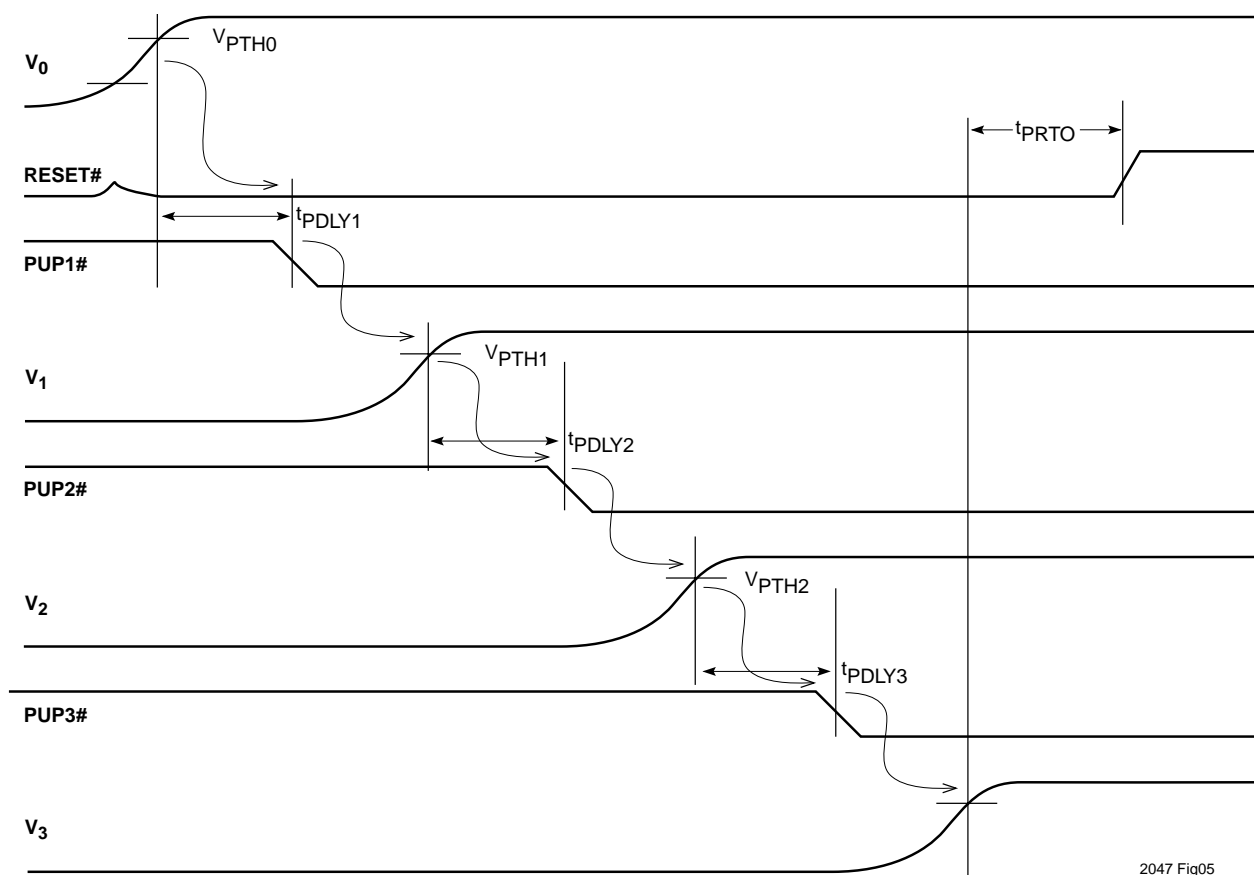 VPTH0
V0
tPRTO
RESET#
tPDLY1
PUP1#
VPTH1
V1
tPDLY2
PUP2#
VPTH2
V2
tPDLY3
PUP3#
V3
2047 Fig05